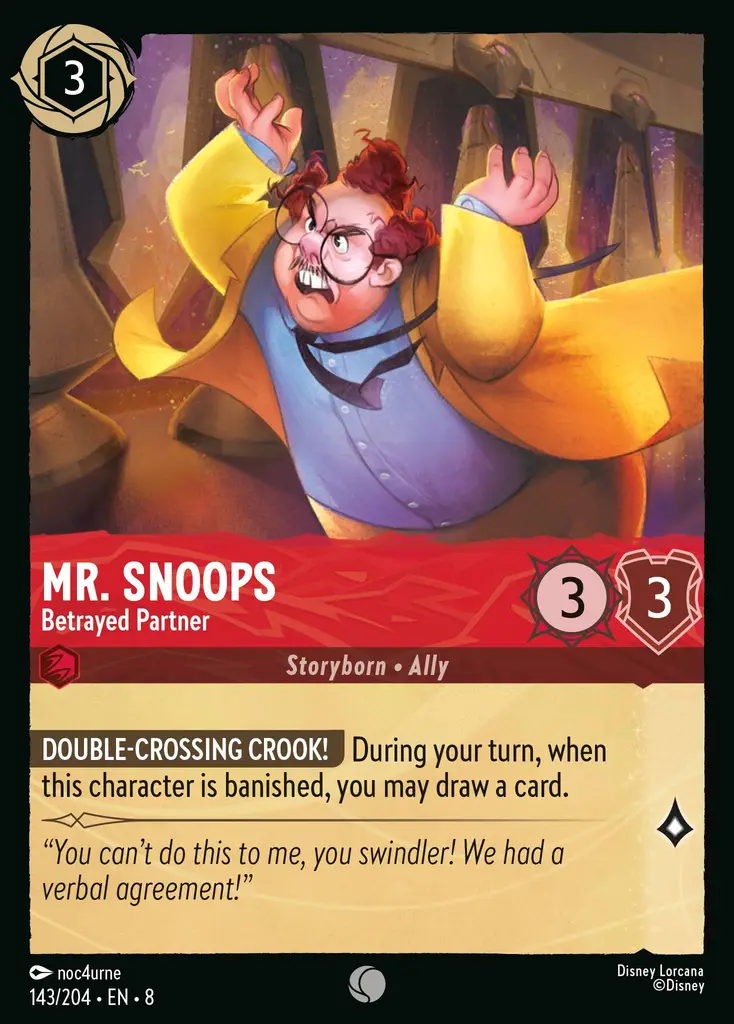 3
MR. SNOOPS
Betrayed Partner
3
3
Storyborn • Ally
DOUBLE-CROSSING CROOK! During your turn, when
this character is banished, you may draw a card.
“You can’t do this to me, you swindler! We had a
verbal agreement!”
noc4urne
143/204 • EN • 8
Disney Lorcana
©Disney